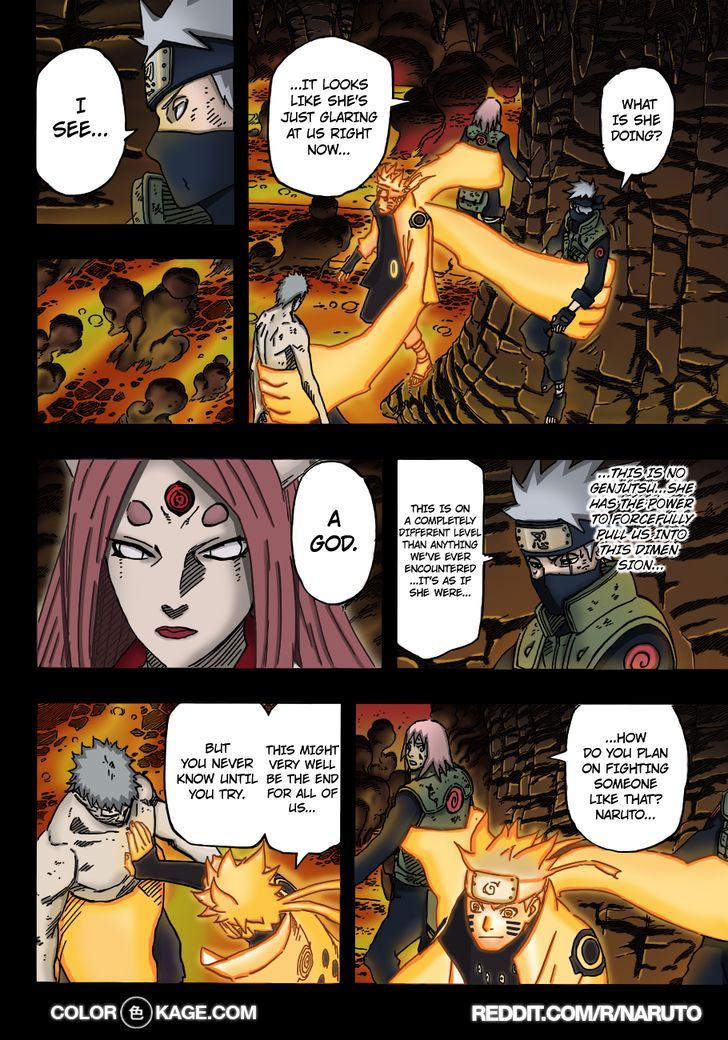 WHAT
IS SHE
DOING?
...IT LOOKS
LIKE SHE'S
JUST GLARING
AT US RIGHT
NOW...
I
SEE...
...THIS IS NO
GENJUTSU...SHE
HAS THE POWER
TO FORCEFULLY
PULL US INTO
THIS DIMEN
SION...
THIS IS ON
A COMPLETELY
DIFFERENT LEVEL
THAN ANYTHING
WE'VE EVER
ENCOUNTERED
...IT'S AS IF
SHE WERE...
A
GOD.
...HOW
DO YOU PLAN
ON FIGHTING
SOMEONE
LIKE THAT?
NARUTO...
THIS MIGHT
VERY WELL
BE THE END
FOR ALL OF
US...
BUT
YOU NEVER
KNOW UNTIL
YOU TRY.
忍
COLOR 色 KAGE.COM
REDDIT.COM/R/NARUTO